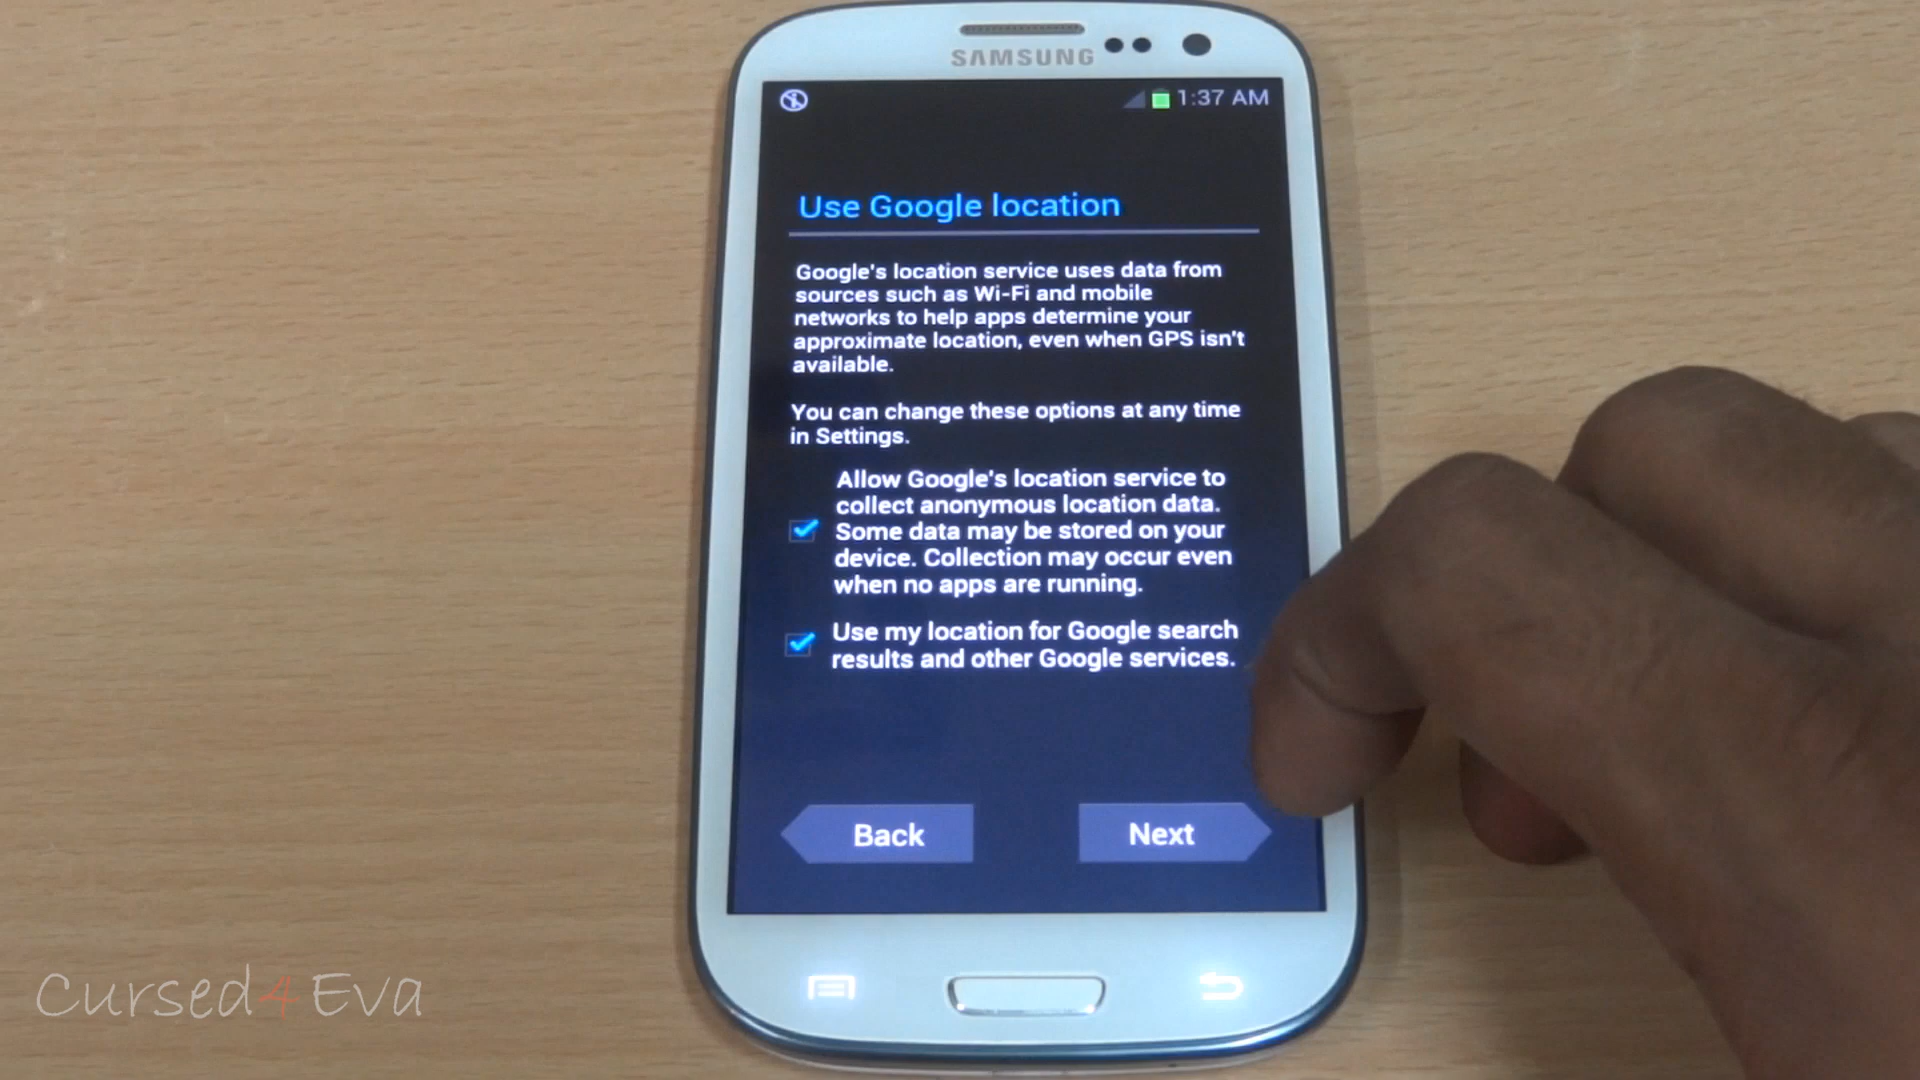 SAMSUNG
1:37 AM
Use Google location
Google's location service uses data from
sources such as Wi-Fi and mobile
networks to help apps determine your
approximate location, even when GPS isn't
available.
You can change these options at any time
in Settings.
Allow Google's location service to
collect anonymous location data.
Some data may be stored on your
device. Collection may occur even
when no apps are running.
Use my location for Google search
results and other Google services.
Back
Next
Cursed4Eva